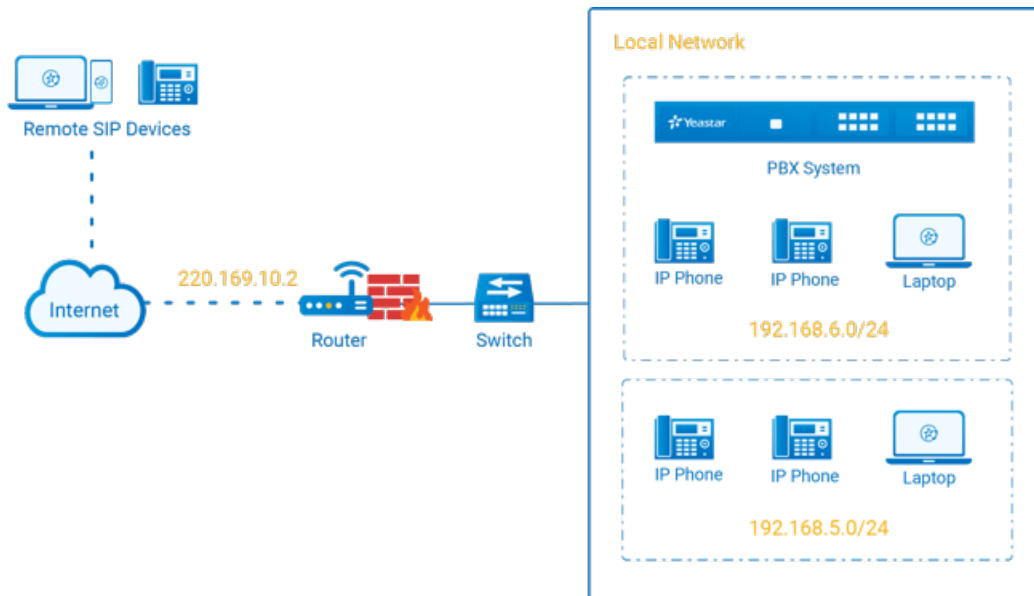 Local Network
Remote SIP Devices
Yeastar
PBX System
IP Phone
IP Phone
Laptop
192.168.6.0/24
220.169.10.2
Internet
Router
Switch
IP Phone
IP Phone
Laptop
192.168.5.0/24